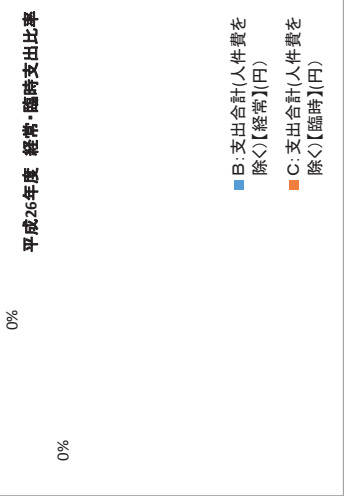 平成26年度 経常・臨時支出比率
0%
0%
B:支出合計(人件費を
除く)【経常】(円)
C:支出合計(人件費を
除く)【臨時】(円)